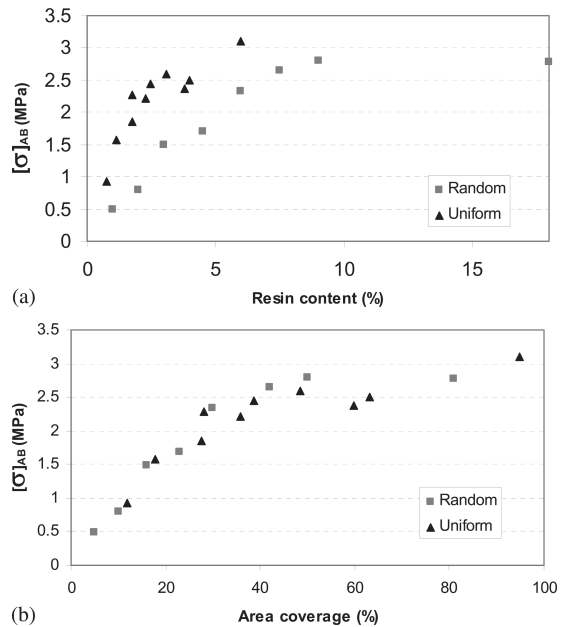 3.5
3
2.5
2
1.5
1
0.5
0
[σ]AB (MPa)
Random
Uniform
0 5 10 15
(a)
Resin content (%)
3.5
3
2.5
2
1.5
1
0.5
0
[σ]AB (MPa)
Random
Uniform
0 20 40 60 80 100
(b)
Area coverage (%)